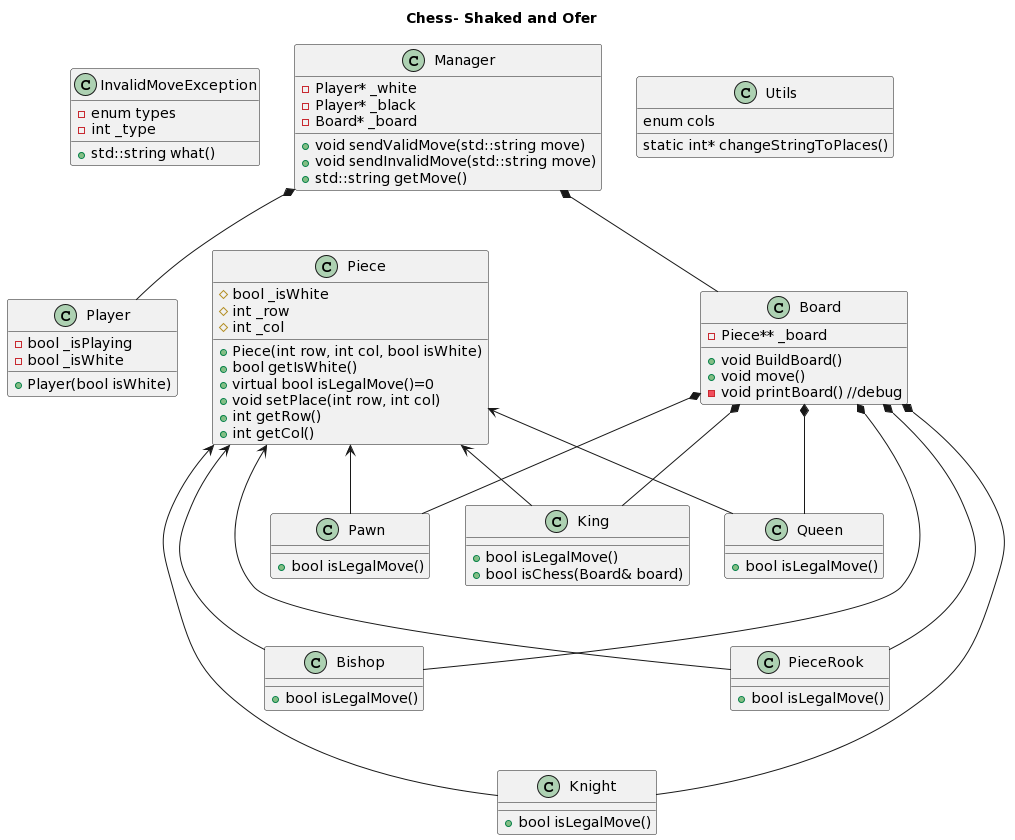 Chess- Shaked and Ofer
C InvalidMoveException
enum types
int _type
std::string what()
C Manager
Player* _white
Player* _black
Board* _board
void sendValidMove(std::string move)
void sendInvalidMove(std::string move)
std::string getMove()
C Utils
enum cols
static int* changeStringToPlaces()
C Player
bool _isPlaying
bool _isWhite
Player(bool isWhite)
C Piece
bool _isWhite
int _row
int _col
Piece(int row, int col, bool isWhite)
bool getIsWhite()
virtual bool isLegalMove()=0
void setPlace(int row, int col)
int getRow()
int getCol()
C Board
Piece** _board
void BuildBoard()
void move()
void printBoard() //debug
C Pawn
bool isLegalMove()
C King
bool isLegalMove()
bool isChess(Board& board)
C Queen
bool isLegalMove()
C Bishop
bool isLegalMove()
C PieceRook
bool isLegalMove()
C Knight
bool isLegalMove()